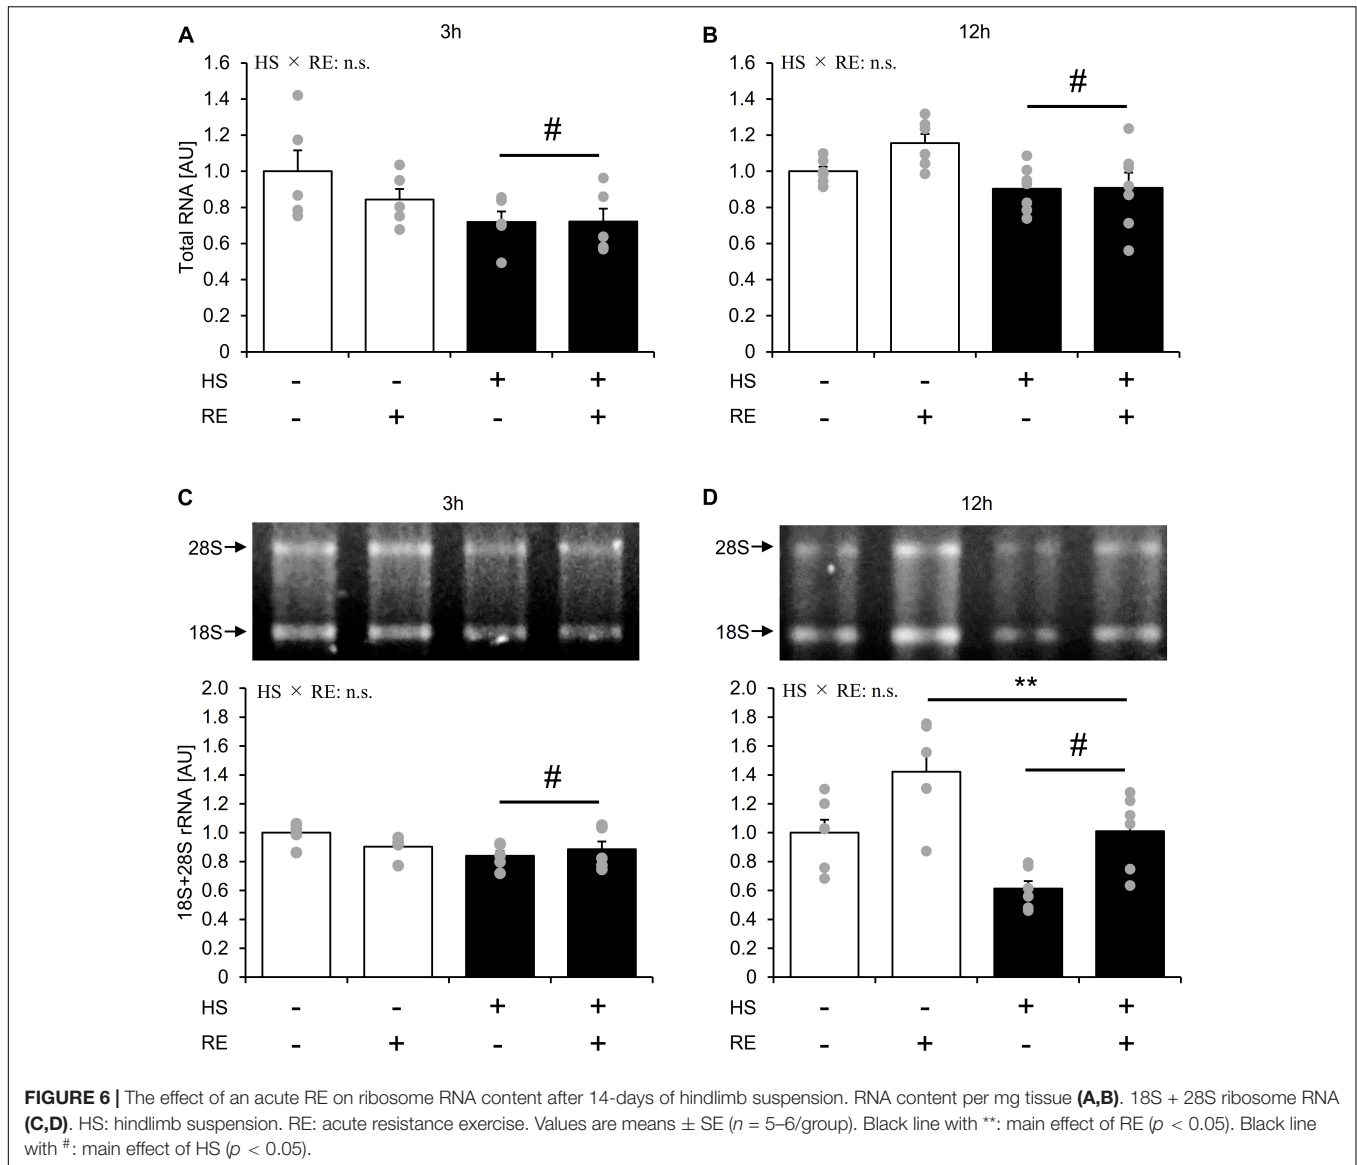 A
3h
1.6
HS × RE: n.s.
1.4
1.2
1.0
0.8
0.6
0.4
0.2
0
Total RNA [AU]
#
HS - - + +
RE - + - +
B
12h
1.6
HS × RE: n.s.
1.4
1.2
1.0
0.8
0.6
0.4
0.2
0
#
HS - - + +
RE - + - +
C
3h
28S
18S
2.0
HS × RE: n.s.
1.8
1.6
1.4
1.2
1.0
0.8
0.6
0.4
0.2
0
18S+28S rRNA [AU]
#
HS - - + +
RE - + - +
D
12h
28S
18S
2.0
HS × RE: n.s.
1.8
1.6
1.4
1.2
1.0
0.8
0.6
0.4
0.2
0
**
#
HS - - + +
RE - + - +
FIGURE 6 | The effect of an acute RE on ribosome RNA content after 14-days of hindlimb suspension. RNA content per mg tissue (A,B). 18S + 28S ribosome RNA
(C,D). HS: hindlimb suspension. RE: acute resistance exercise. Values are means ± SE (n = 5–6/group). Black line with **: main effect of RE (p < 0.05). Black line
with #: main effect of HS (p < 0.05).